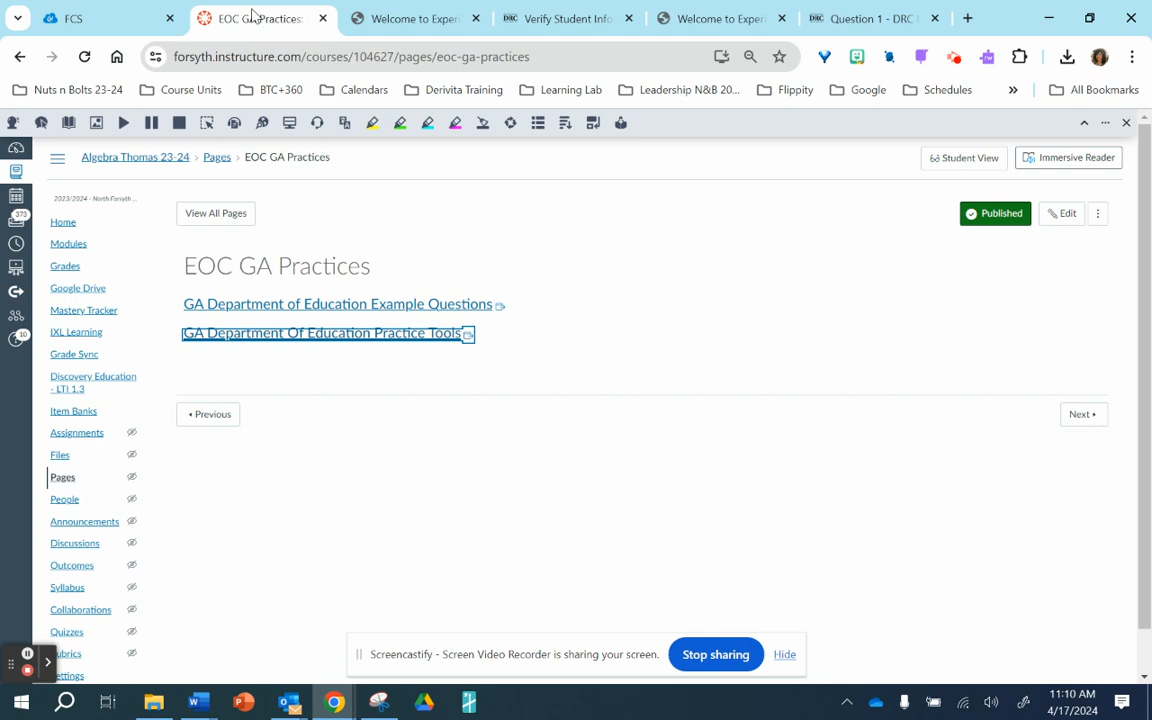 FCS
EOC GA Practices:
Welcome to Experi
DRC Verify Student Info
Welcome to Experi
DRC Question 1 - DRC
forsyth.instructure.com/courses/104627/pages/eoc-ga-practices
Nuts n Bolts 23-24
Course Units
BTC+360
Calendars
Derivita Training
Learning Lab
Leadership N&B 20...
Flippity
Google
Schedules
»
All Bookmarks
Algebra Thomas 23-24 › Pages › EOC GA Practices
Student View
Immersive Reader
2023/2024 - North Forsyth ...
373
10
Home
Modules
Grades
Google Drive
Mastery Tracker
IXL Learning
Grade Sync
Discovery Education
- LTI 1.3
Item Banks
Assignments
Files
Pages
People
Announcements
Discussions
Outcomes
Syllabus
Collaborations
Quizzes
ubrics
ettings
View All Pages
Published
Edit
EOC GA Practices
GA Department of Education Example Questions
GA Department Of Education Practice Tools
Previous
Next
Screencastify - Screen Video Recorder is sharing your screen.
Stop sharing
Hide
11:10 AM
4/17/2024